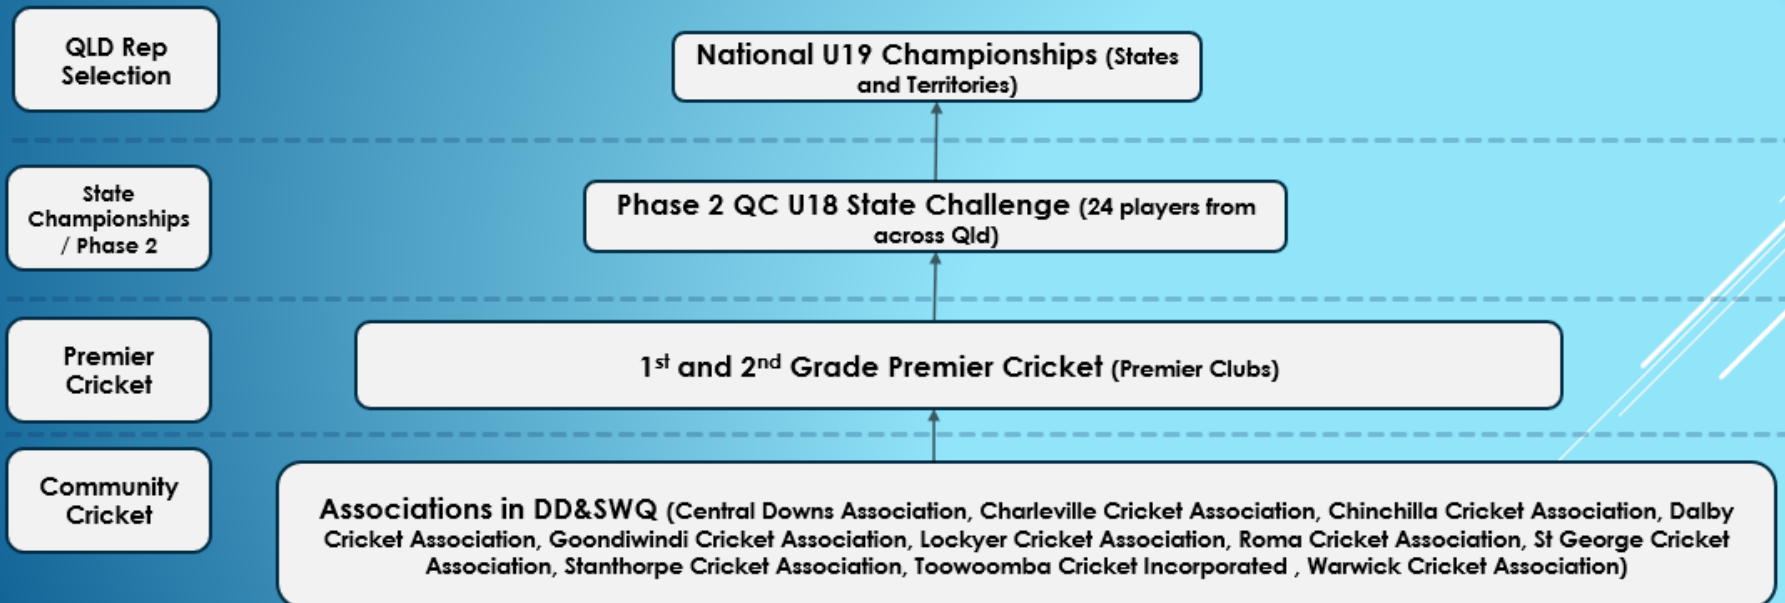 QLD Rep
Selection
National U19 Championships (States
and Territories)
State
Championships
/ Phase 2
Phase 2 QC U18 State Challenge (24 players from
across Qld)
Premier
Cricket
1st and 2nd Grade Premier Cricket (Premier Clubs)
Community
Cricket
Associations in DD&SWQ (Central Downs Association, Charleville Cricket Association, Chinchilla Cricket Association, Dalby
Cricket Association, Goondiwindi Cricket Association, Lockyer Cricket Association, Roma Cricket Association, St George Cricket
Association, Stanthorpe Cricket Association, Toowoomba Cricket Incorporated , Warwick Cricket Association)